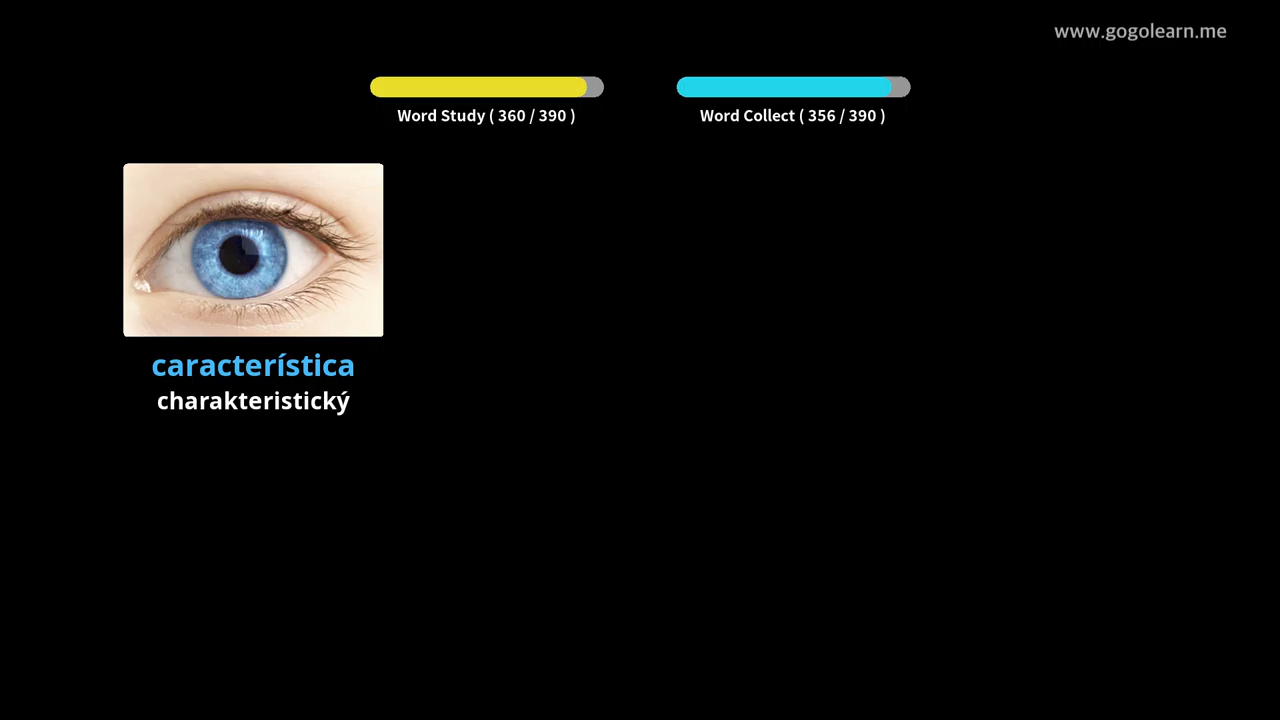 www.gogolearn.me
Word Study ( 360 / 390 )
Word Collect ( 356 / 390 )
característica
charakteristický